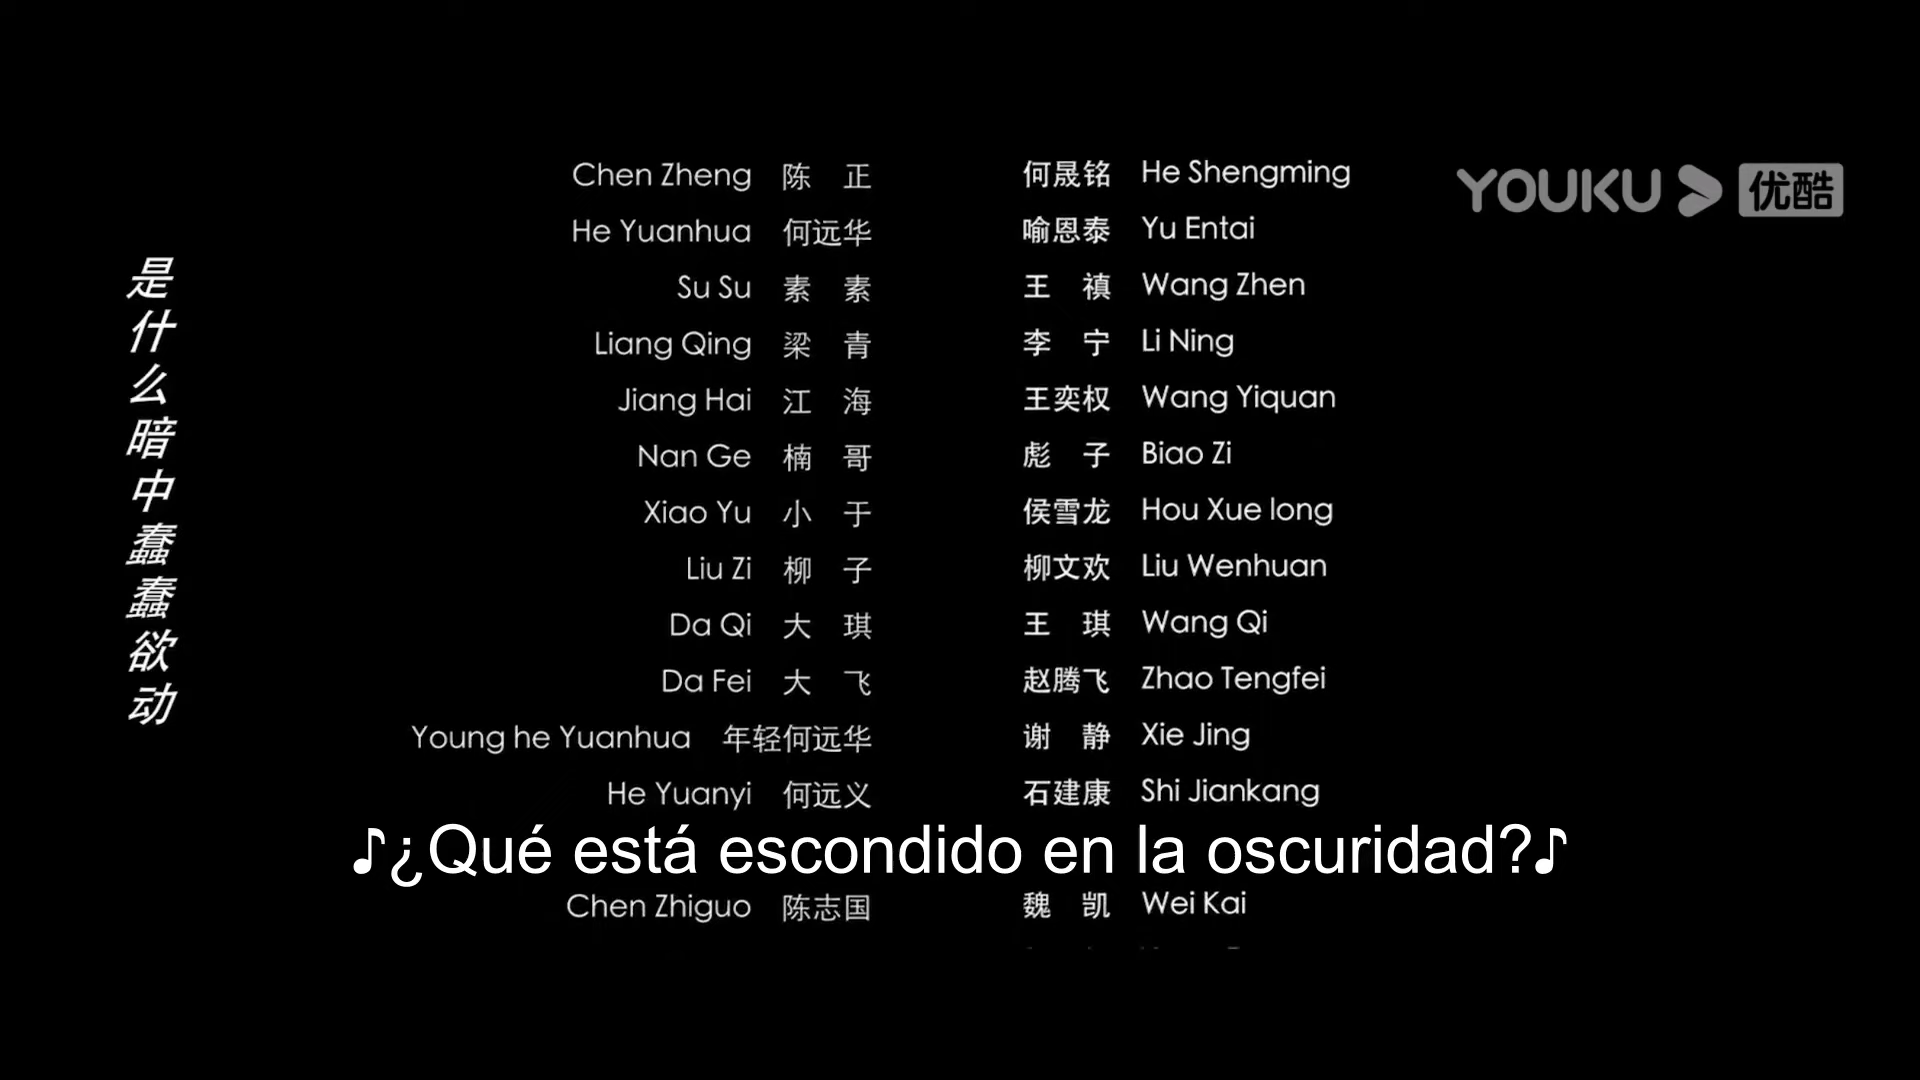 YOUKU 优酷
是什么暗中蠢蠢欲动
Chen Zheng 陈 正 何晟铭 He Shengming
He Yuanhua 何远华 喻恩泰 Yu Entai
Su Su 素 素 王 禛 Wang Zhen
Liang Qing 梁 青 李 宁 Li Ning
Jiang Hai 江 海 王奕权 Wang Yiquan
Nan Ge 楠 哥 彪 子 Biao Zi
Xiao Yu 小 于 侯雪龙 Hou Xue long
Liu Zi 柳 子 柳文欢 Liu Wenhuan
Da Qi 大 琪 王 琪 Wang Qi
Da Fei 大 飞 赵腾飞 Zhao Tengfei
Young he Yuanhua 年轻何远华 谢 静 Xie Jing
He Yuanyi 何远义 石建康 Shi Jiankang
♪¿Qué está escondido en la oscuridad?♪
Chen Zhiguo 陈志国 魏 凯 Wei Kai